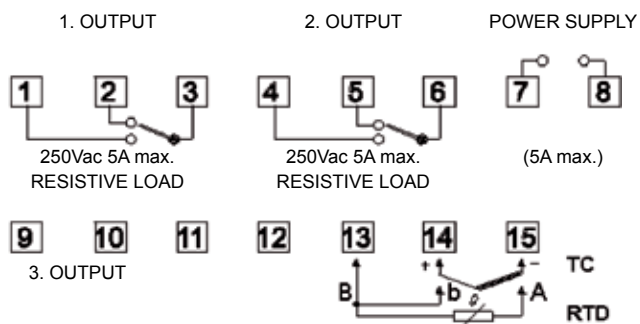 1. OUTPUT 2. OUTPUT POWER SUPPLY
1 2 3 4 5 6 7 8
250Vac 5A max. 250Vac 5A max. (5A max.)
RESISTIVE LOAD RESISTIVE LOAD
9 10 11 12 13 14 15
3. OUTPUT + - TC
B b A
RTD